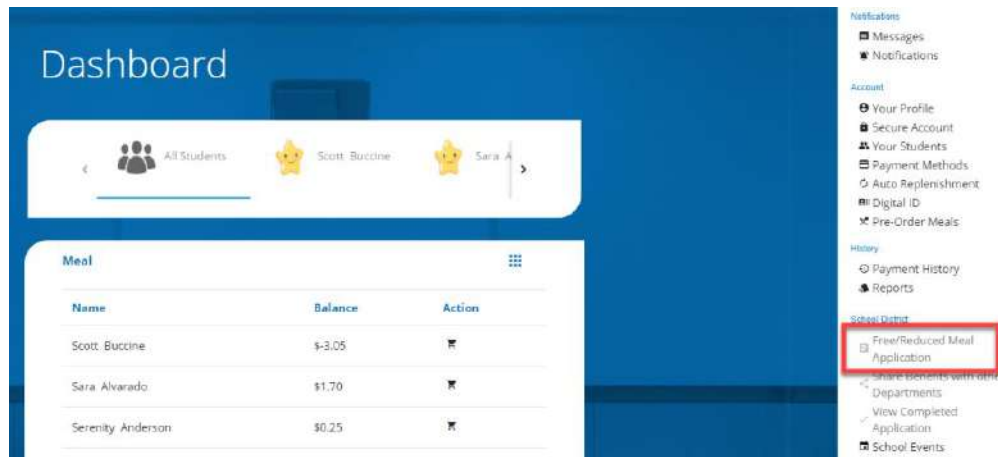 Dashboard
All Students
Scott Buccine
Sara A
Meal
Name Balance Action
Scott Buccine $-3.05
Sara Alvarado $1.70
Serenity Anderson $0.25
Notifications
Messages
Notifications
Account
Your Profile
Secure Account
Your Students
Payment Methods
Auto Replenishment
Digital ID
Pre-Order Meals
History
Payment History
Reports
School District
Free/Reduced Meal
Application
Share Benefits with othe
Departments
View Completed
Application
School Events